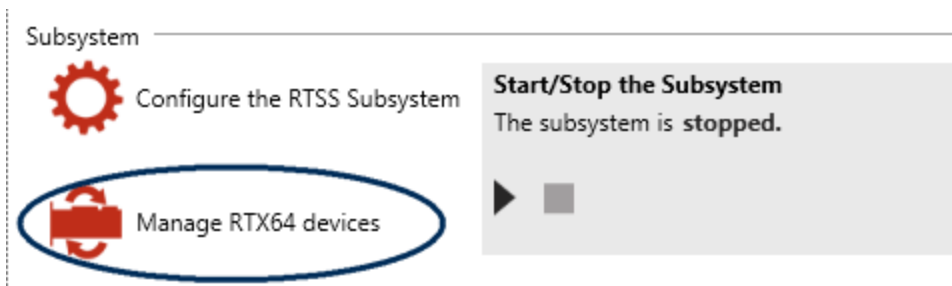 Subsystem
Configure the RTSS Subsystem
Manage RTX64 devices
Start/Stop the Subsystem
The subsystem is stopped.